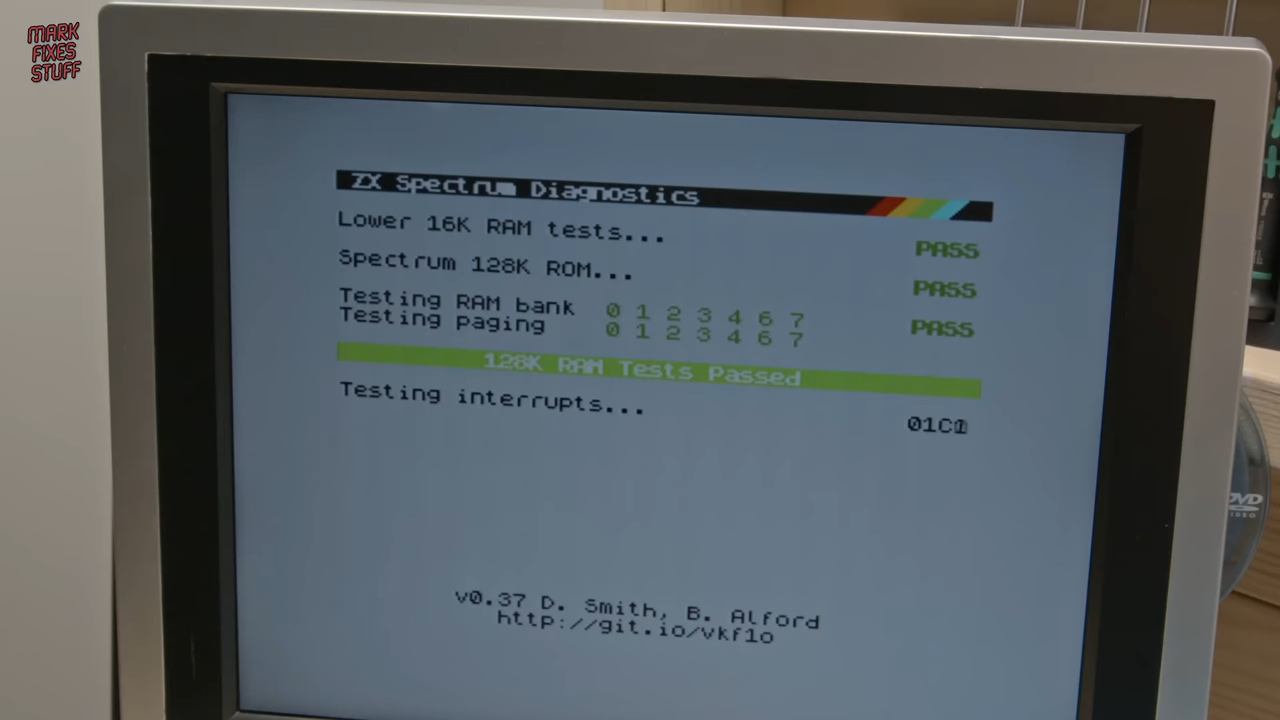 MARK
FIXES
STUFF
ZX Spectrum Diagnostics
Lower 16K RAM tests... PASS
Spectrum 128K ROM... PASS
Testing RAM bank 0 1 2 3 4 6 7
Testing paging 0 1 2 3 4 6 7 PASS
128K RAM Tests Passed
Testing interrupts...
v0.37 D. Smith, B. Alford
http://git.io/vkf1o
DVD
VIDEO